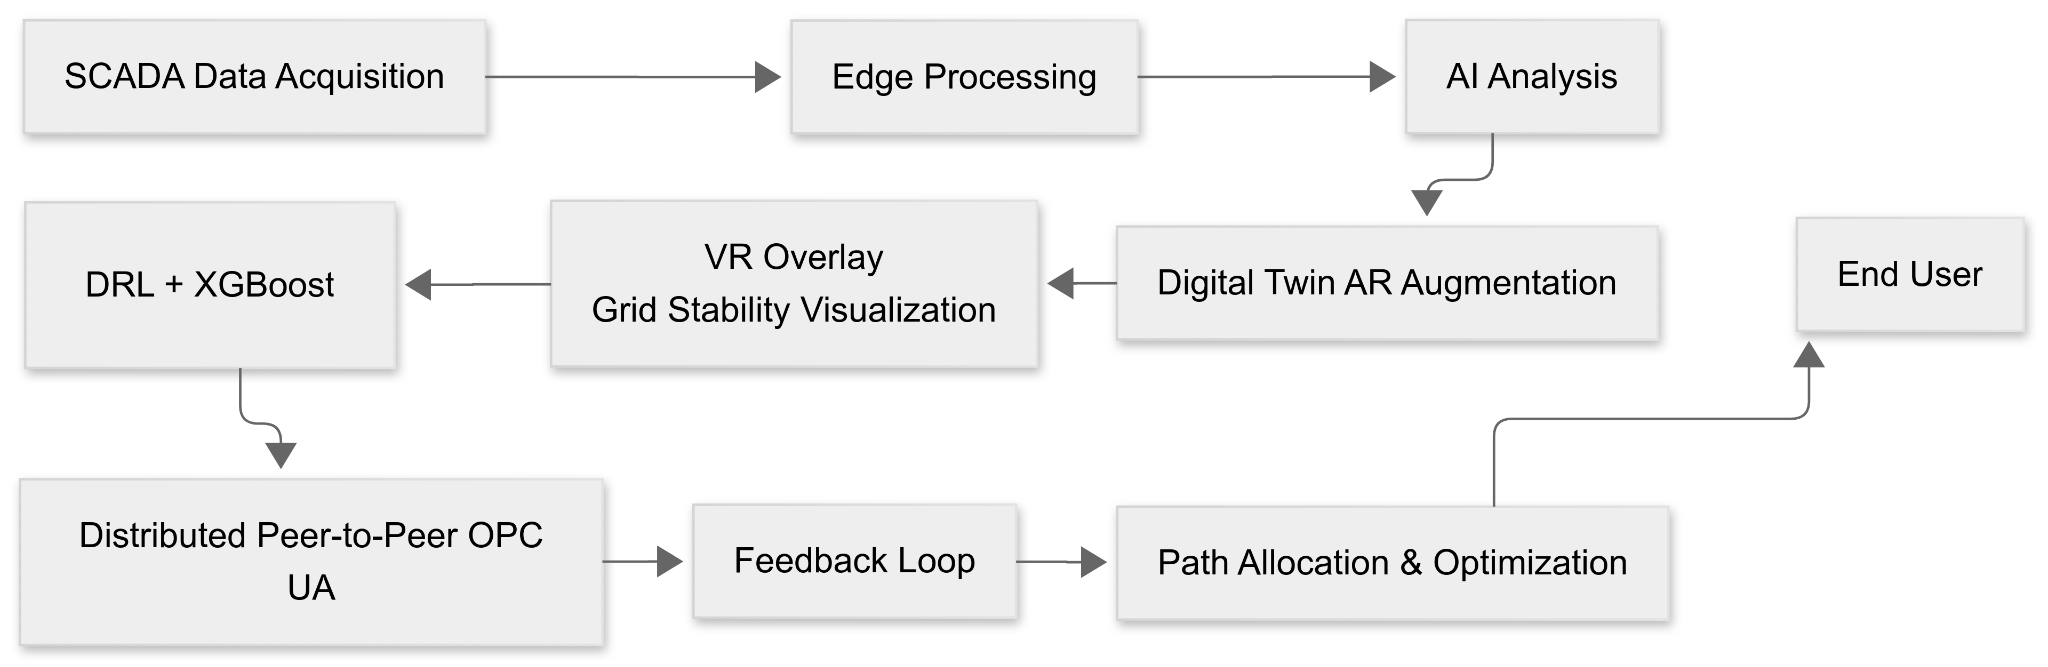 SCADA Data Acquisition
Edge Processing
AI Analysis
Digital Twin AR Augmentation
VR Overlay
Grid Stability Visualization
DRL + XGBoost
Distributed Peer-to-Peer OPC
UA
Feedback Loop
Path Allocation & Optimization
End User